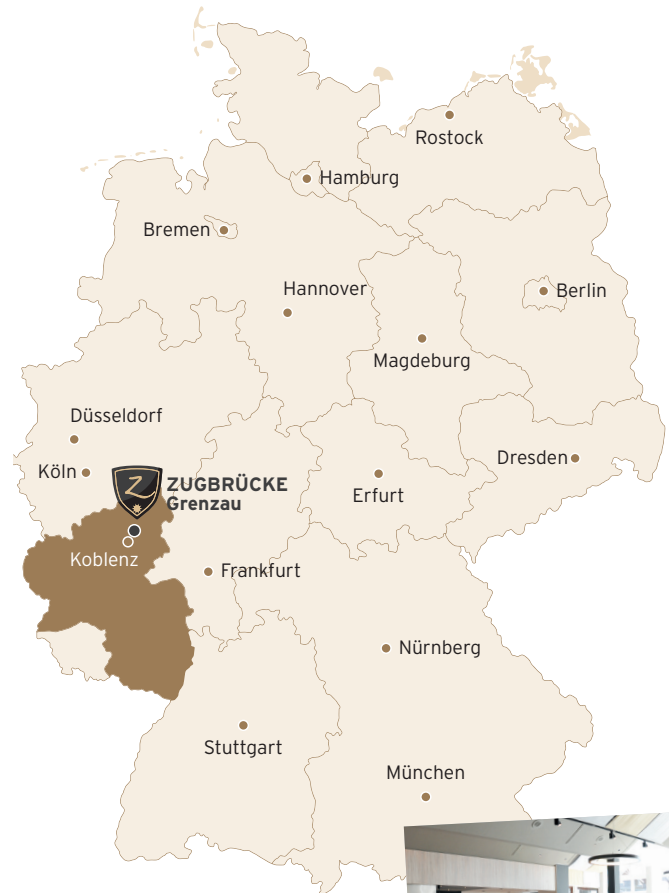 Rostock
Hamburg
Bremen
Hannover
Berlin
Magdeburg
Düsseldorf
Köln
Z
ZUGBRÜCKE
Grenzau
Erfurt
Dresden
Koblenz
Frankfurt
Nürnberg
Stuttgart
München